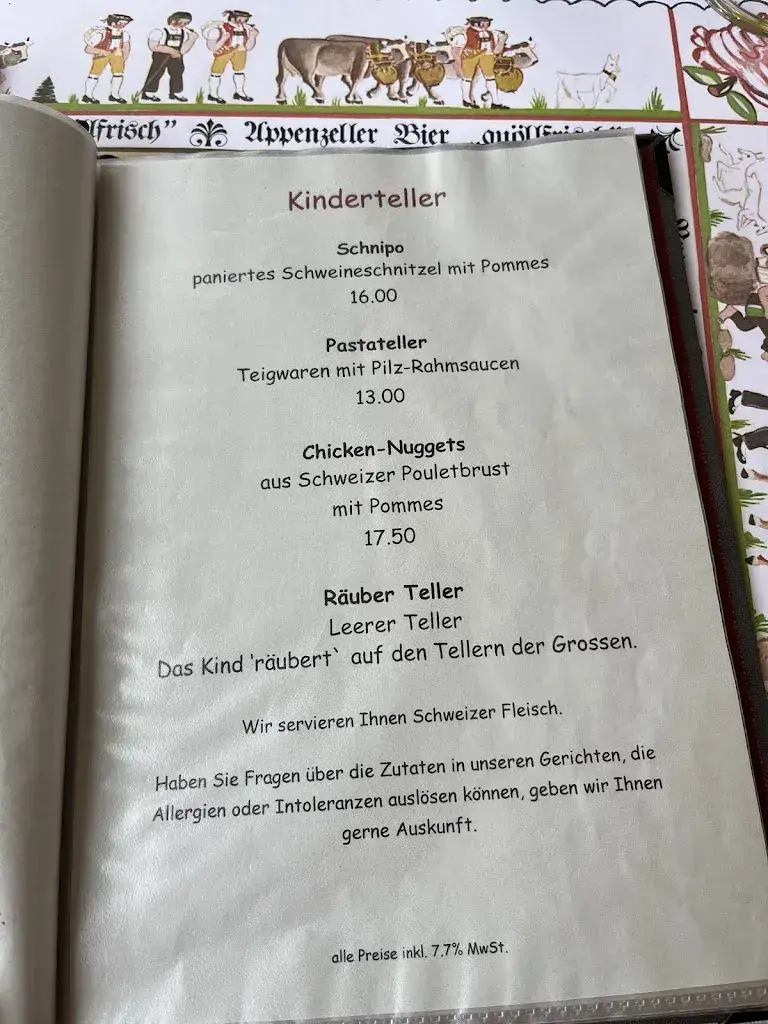 lfrisch" Appenzeller Bier „quöllfrisch"
Kinderteller
Schnipo
paniertes Schweineschnitzel mit Pommes
16.00
Pastateller
Teigwaren mit Pilz-Rahmsaucen
13.00
Chicken-Nuggets
aus Schweizer Pouletbrust
mit Pommes
17.50
Räuber Teller
Leerer Teller
Das Kind 'räubert` auf den Tellern der Grossen.
Wir servieren Ihnen Schweizer Fleisch.
Haben Sie Fragen über die Zutaten in unseren Gerichten, die
Allergien oder Intoleranzen auslösen können, geben wir Ihnen
gerne Auskunft.
alle Preise inkl. 7.7% MwSt.